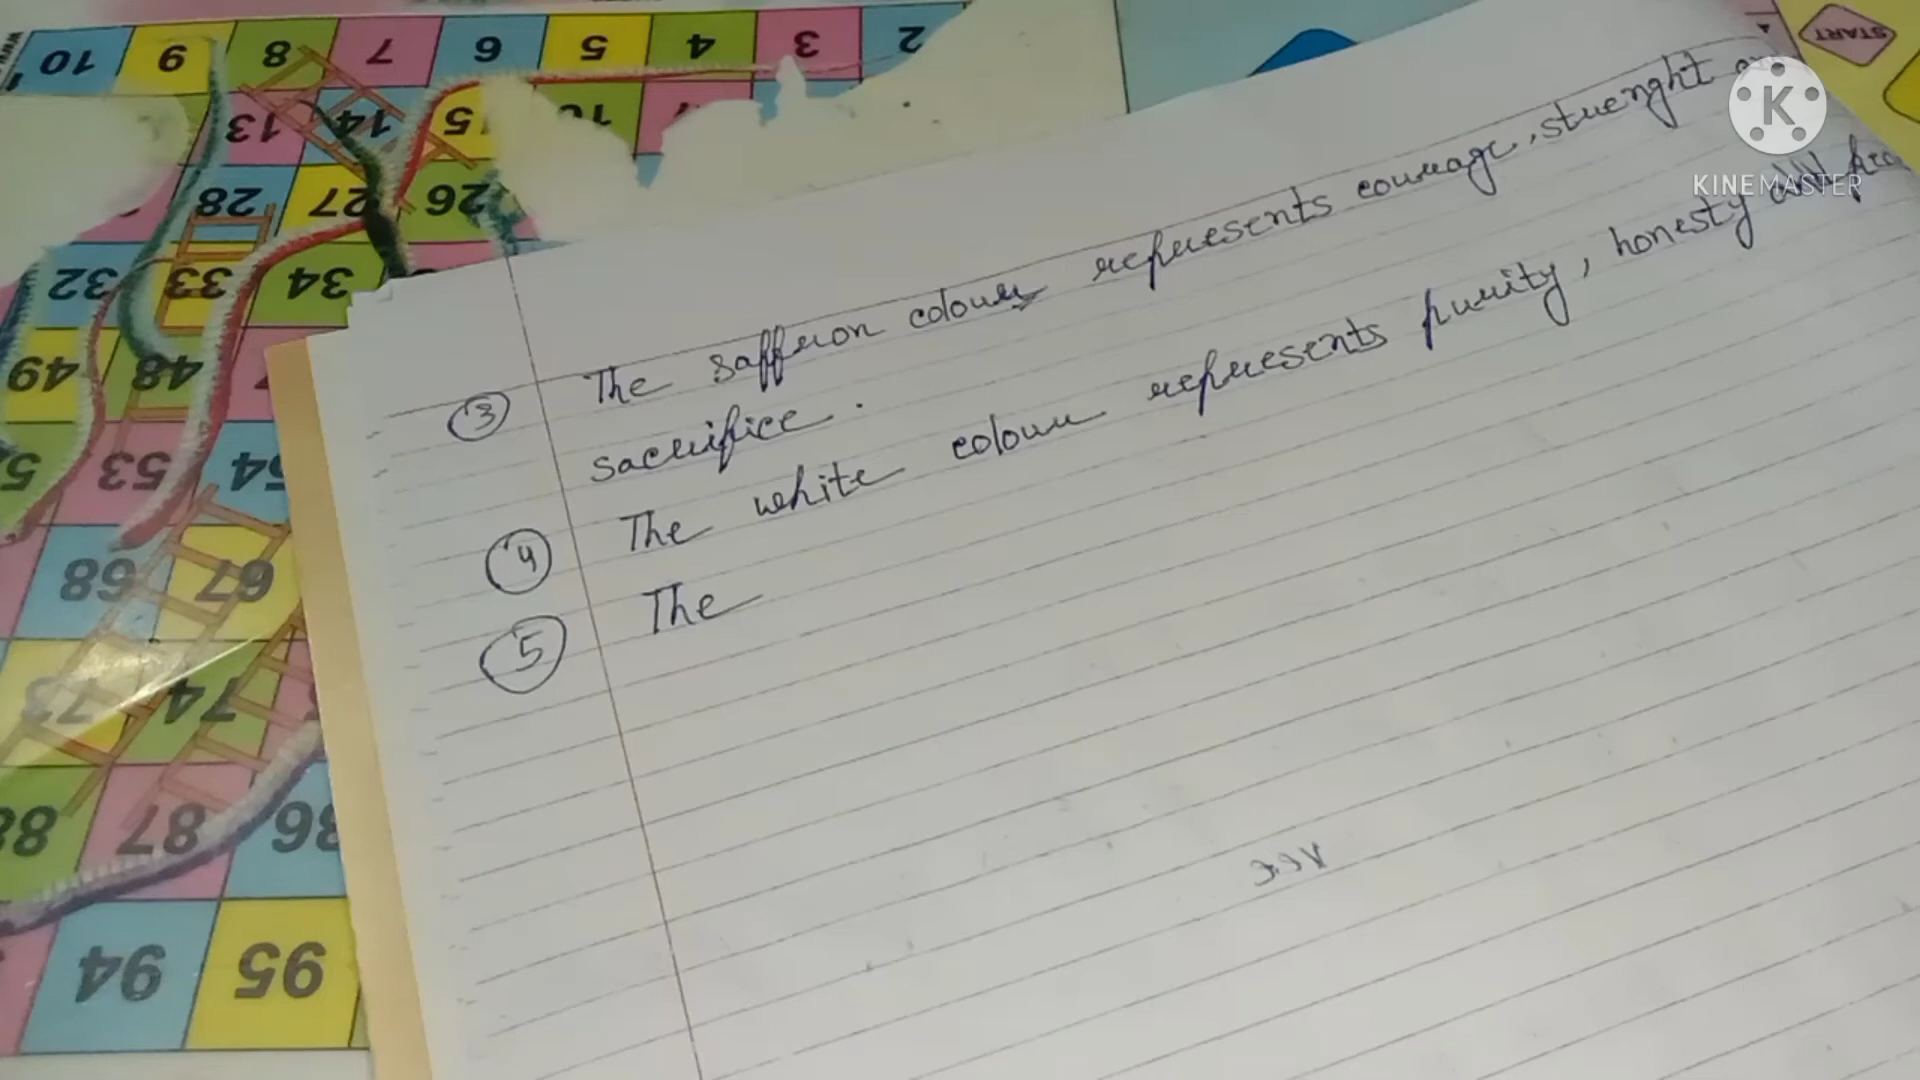 10 9 8 7 6 5 4 3 2
START
13 14 15 16
28 27 26
32 33 34
49 48
53 54
68 67
74
88 87 86
94 95
KINEMASTER
③ The saffron colour represents courage, strenght
sacrifice.
④ The white colour represents purity, honesty
⑤ The